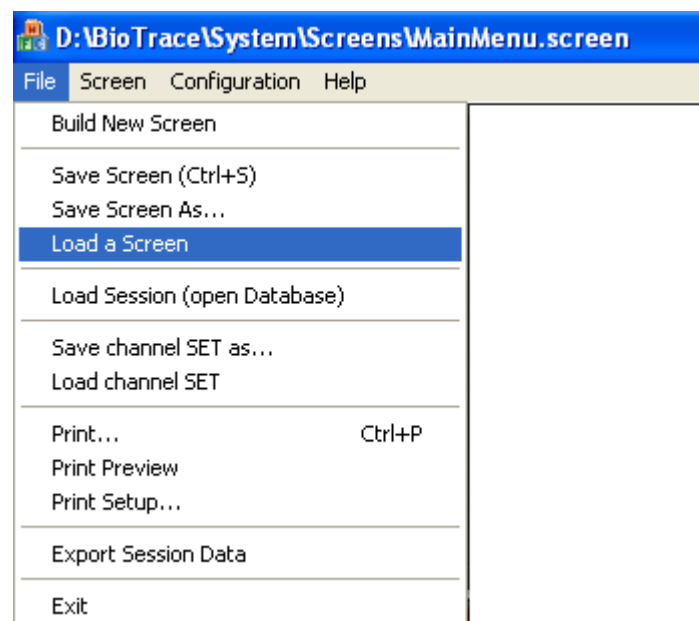 D:\BioTrace\System\Screens\MainMenu.screen
File Screen Configuration Help
Build New Screen
Save Screen (Ctrl+S)
Save Screen As...
Load a Screen
Load Session (open Database)
Save channel SET as...
Load channel SET
Print... Ctrl+P
Print Preview
Print Setup...
Export Session Data
Exit